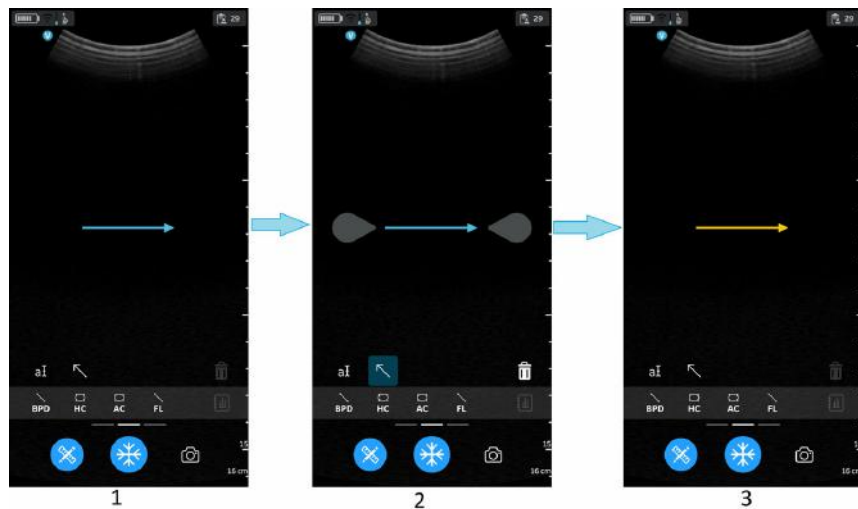 29
29
29
U
U
U
aI
aI
aI
BPD HC AC FL
BPD HC AC FL
BPD HC AC FL
15
15
15
16 cm
16 cm
16 cm
1
2
3